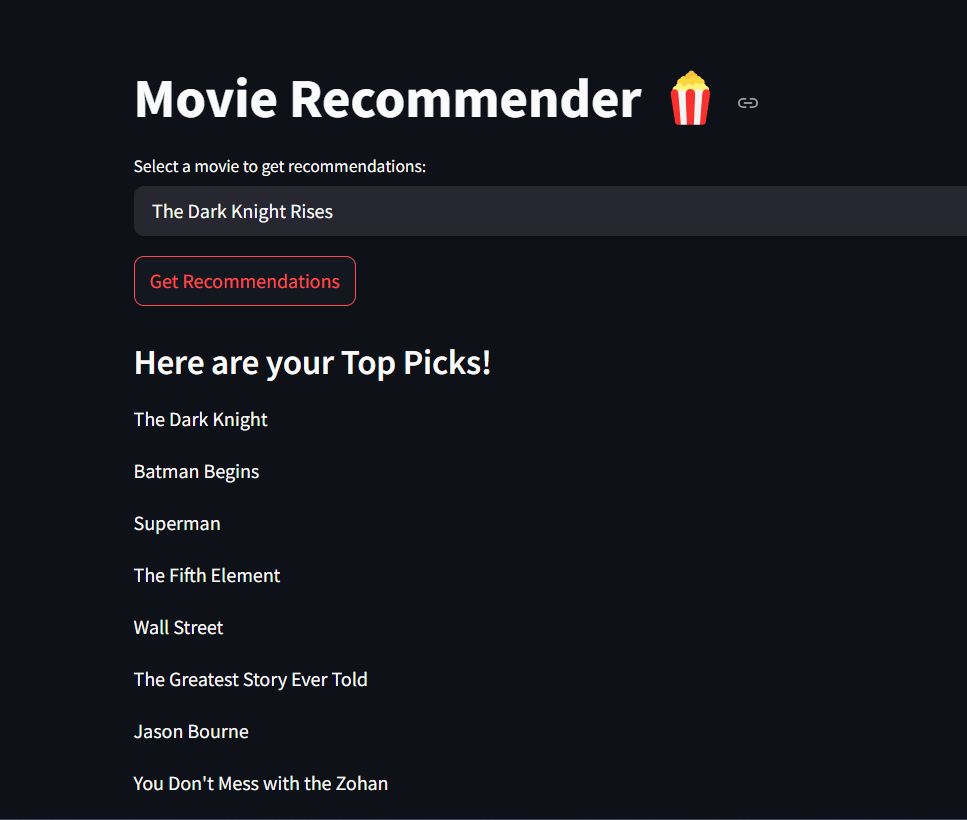 Movie Recommender
Select a movie to get recommendations:
The Dark Knight Rises
Get Recommendations
Here are your Top Picks!
The Dark Knight
Batman Begins
Superman
The Fifth Element
Wall Street
The Greatest Story Ever Told
Jason Bourne
You Don't Mess with the Zohan